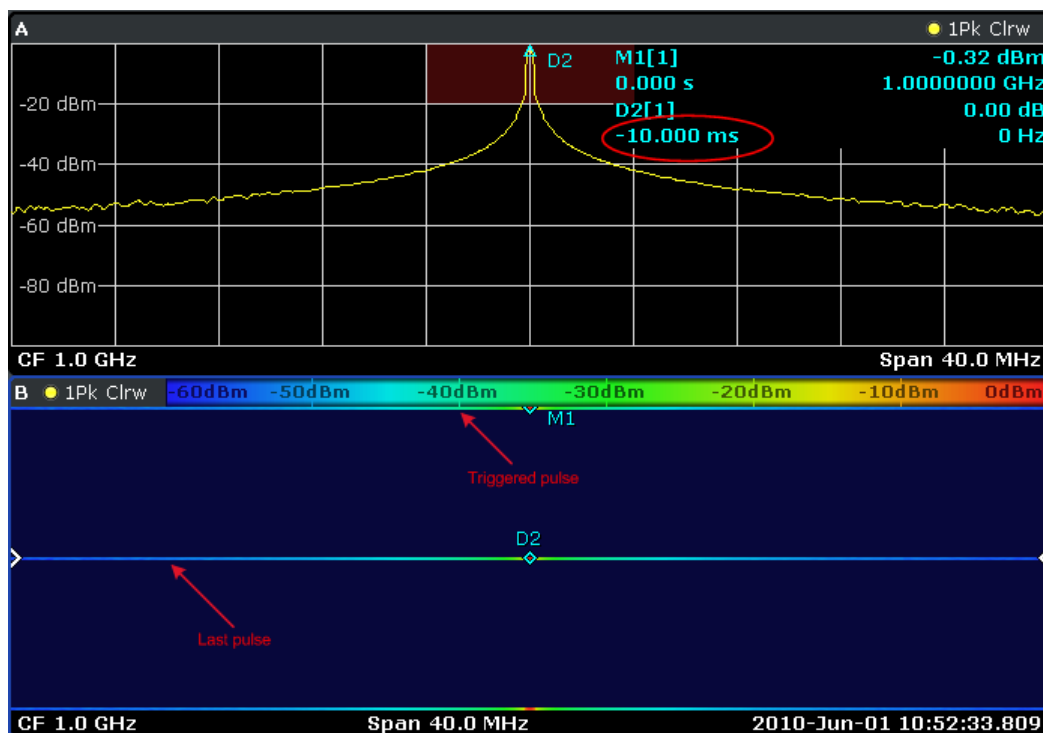 A 1Pk Clrw
D2 M1[1] -0.32 dBm
0.000 s 1.0000000 GHz
D2[1] 0.00 dB
-10.000 ms 0 Hz
-20 dBm
-40 dBm
-60 dBm
-80 dBm
CF 1.0 GHz Span 40.0 MHz
B 1Pk Clrw -60dBm -50dBm -40dBm -30dBm -20dBm -10dBm 0dBm
M1
Triggered pulse
D2
Last pulse
CF 1.0 GHz Span 40.0 MHz 2010-Jun-01 10:52:33.809